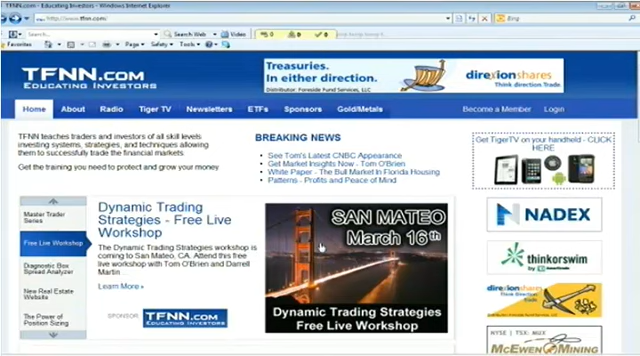 TFNN.com - Educating Investors - Windows Internet Explorer
http://www.tfnn.com/
Bing
Search...
Search Web
Video
Favorites
Page
Safety
Tools
TFNN.COM
EDUCATING INVESTORS
Treasuries.
In either direction.
Distributor: Foreside Fund Services, LLC
direxionshares
Think direction.Trade.
Home
About
Radio
Tiger TV
Newsletters
ETFs
Sponsors
Gold/Metals
Become a Member
Login
TFNN teaches traders and investors of all skill levels
investing systems, strategies, and techniques allowing
them to successfully trade the financial markets
Get the training you need to protect and grow your money
BREAKING NEWS
See Tom's Latest CNBC Appearance
Get Market Insights Now - Tom O'Brien
White Paper - The Bull Market In Florida Housing
Patterns - Profits and Peace of Mind
Get TigerTV on your handheld - CLICK
HERE
Master Trader
Series
Free Live Workshop
Diagnostic Box
Spread Analyzer
New Real Estate
Website
The Power of
Position Sizing
Dynamic Trading
Strategies - Free Live
Workshop
The Dynamic Trading Strategies workshop is
coming to San Mateo, CA. Attend this free
live workshop with Tom O'Brien and Darrell
Martin
Learn More
SPONSOR:
TFNN.COM
EDUCATING INVESTORS
SAN MATEO
March 16th
Dynamic Trading Strategies
Free Live Workshop
NADEX
thinkorswim
direxionshares
Think Direction. Trade.
NYSE | TSX: MUX
MCEWEN MINING